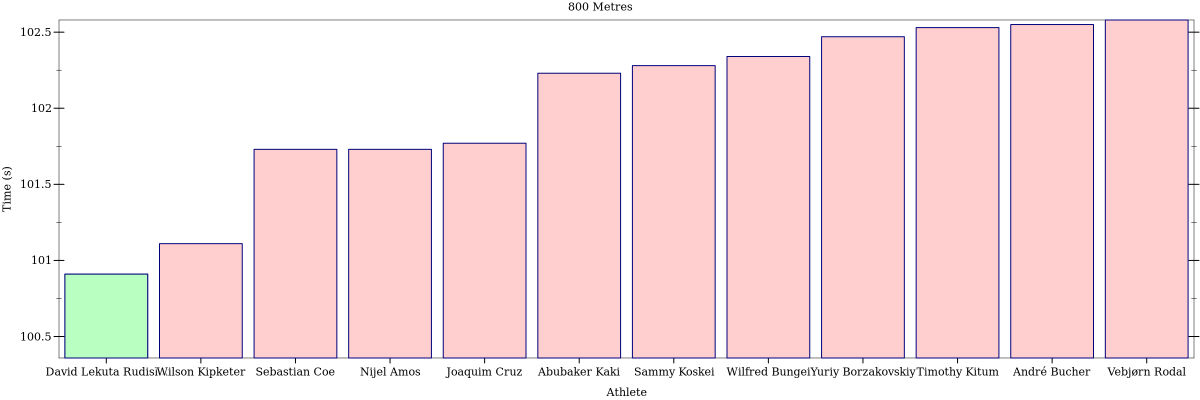 800 Metres
Time (s)
102.5
102
101.5
101
100.5
David Lekuta Rudisi Wilson Kipketer Sebastian Coe Nijel Amos Joaquim Cruz Abubaker Kaki Sammy Koskei Wilfred Bungei Yuriy Borzakovskiy Timothy Kitum André Bucher Vebjørn Rodal
Athlete